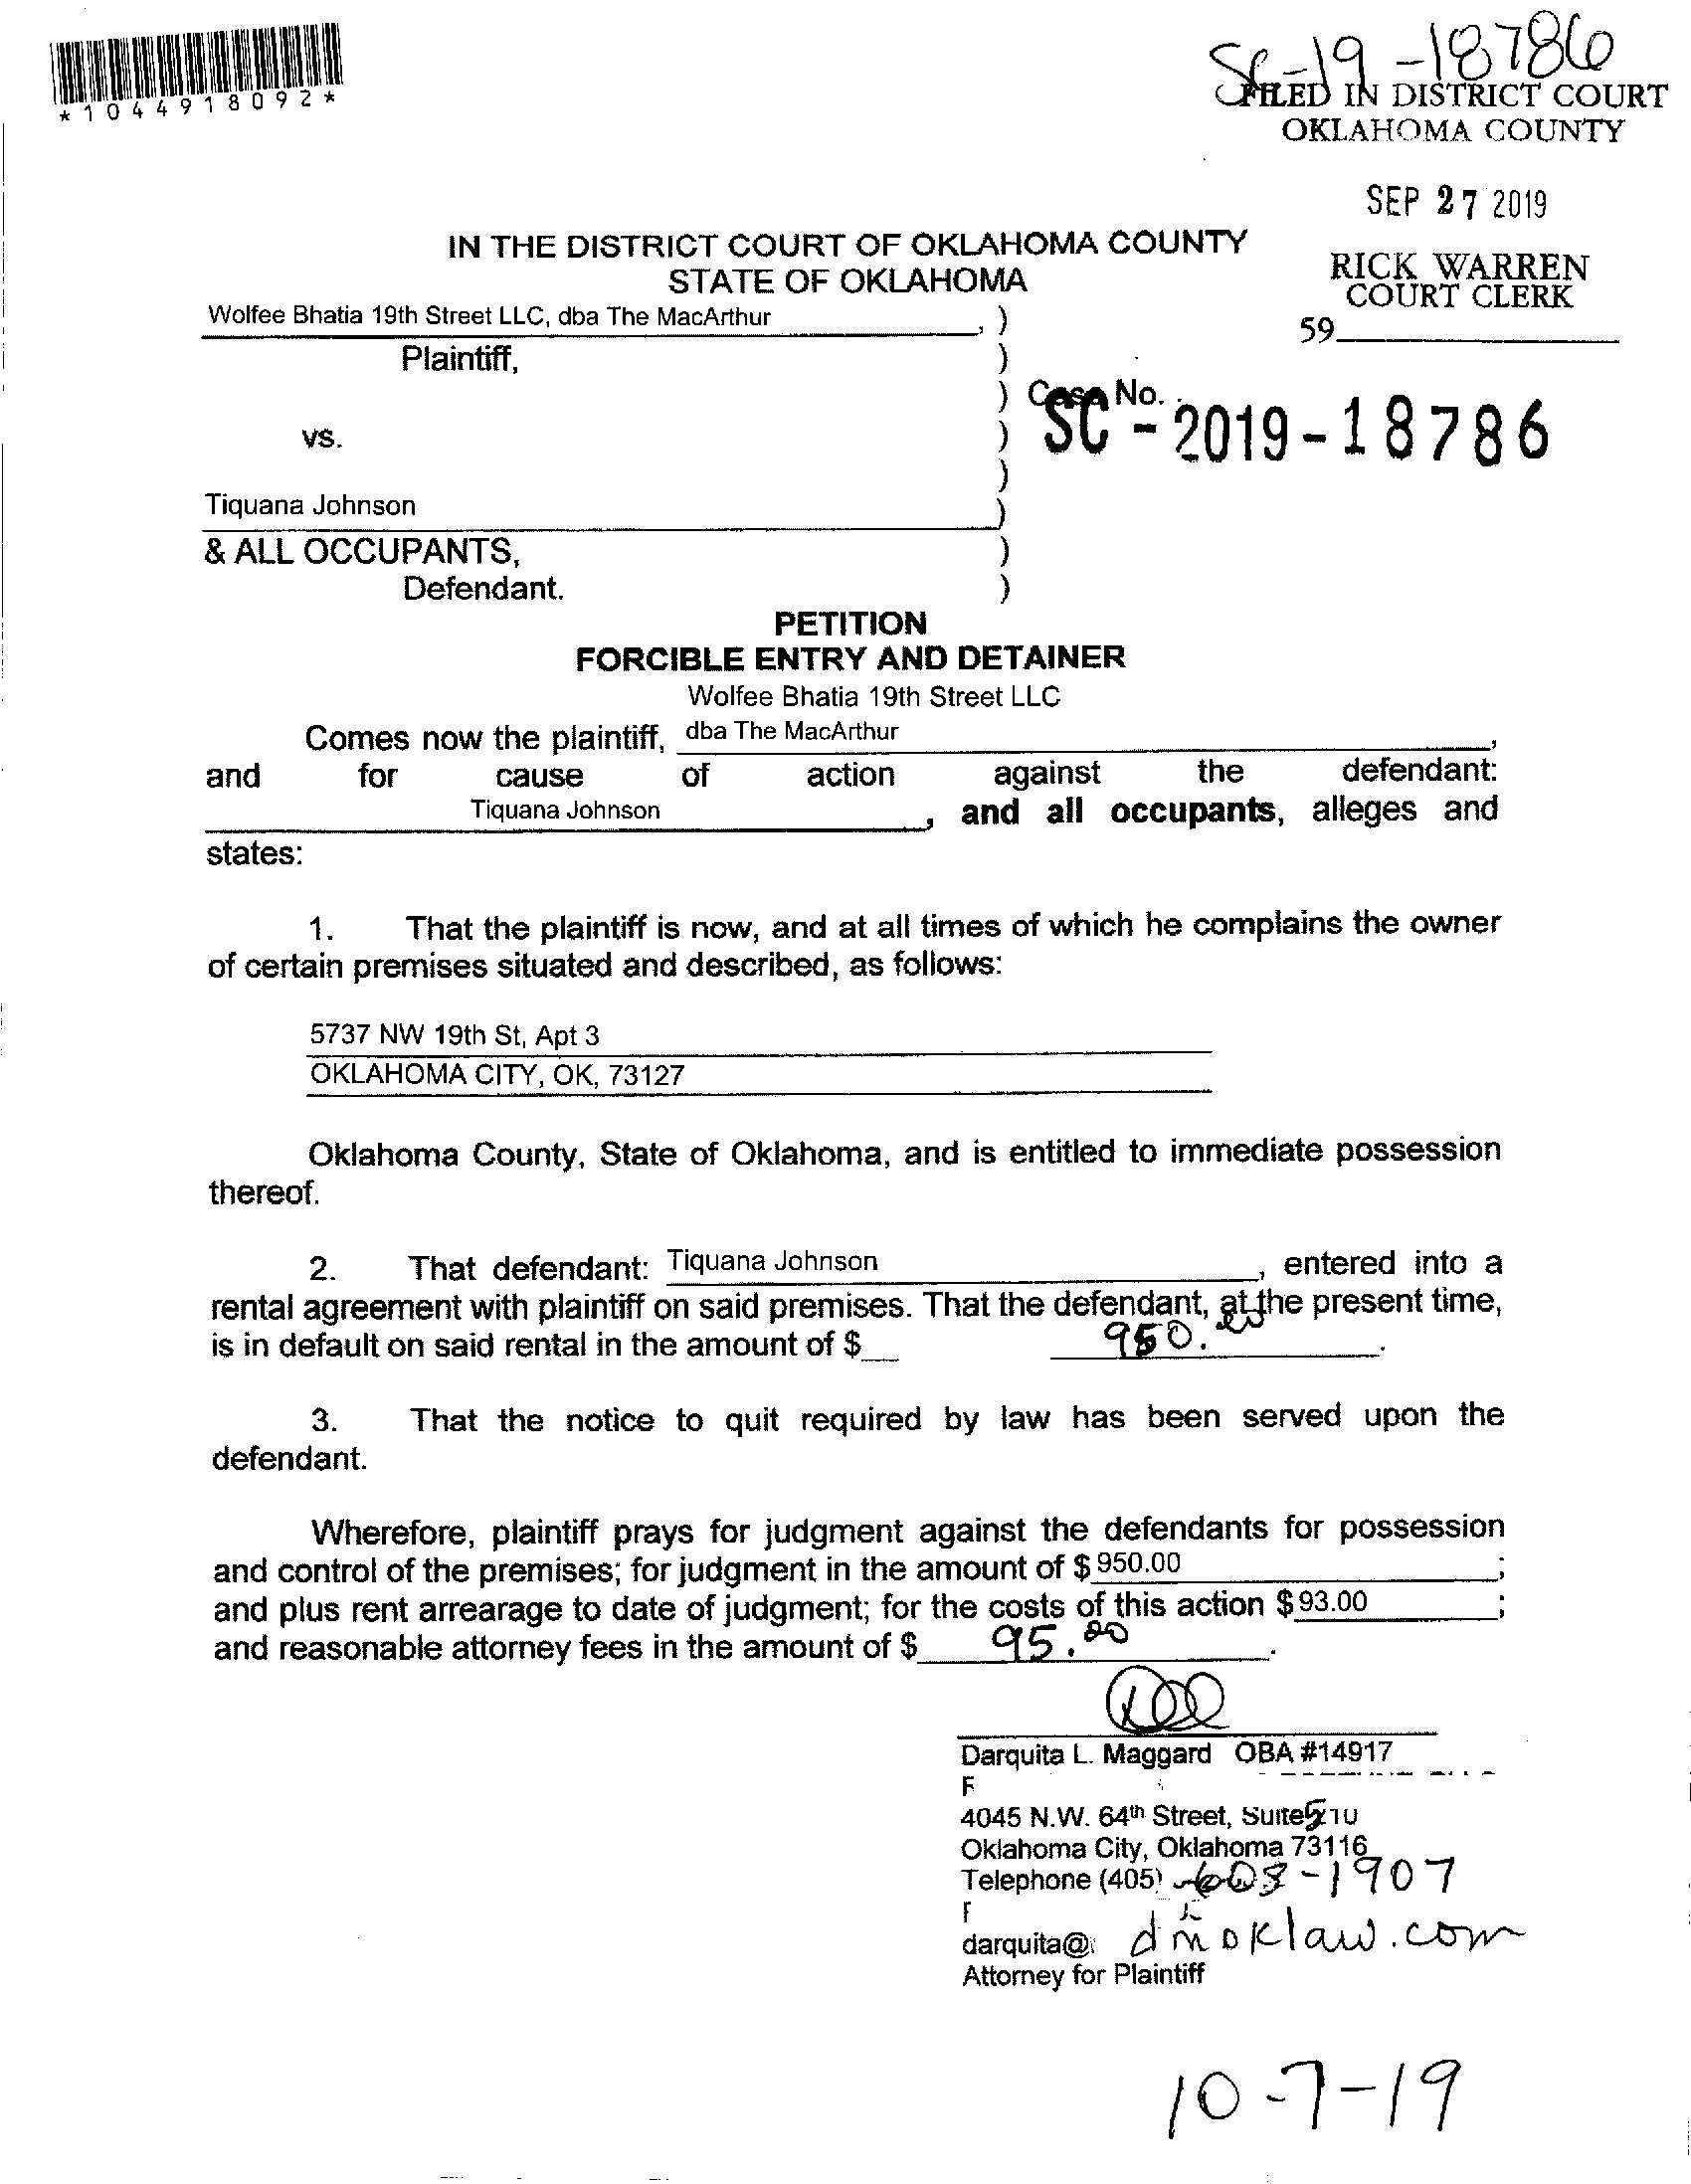 *1044918092*
SC-19-18786
FILED IN DISTRICT COURT
OKLAHOMA COUNTY
SEP 27 2019
RICK WARREN
COURT CLERK
59
IN THE DISTRICT COURT OF OKLAHOMA COUNTY
STATE OF OKLAHOMA
Wolfee Bhatia 19th Street LLC, dba The MacArthur , )
Plaintiff, )
) Case No.
SC-2019-18786
vs. )
)
Tiquana Johnson )
& ALL OCCUPANTS, )
Defendant. )
PETITION
FORCIBLE ENTRY AND DETAINER
Wolfee Bhatia 19th Street LLC
Comes now the plaintiff, dba The MacArthur ,
and for cause of action against the defendant:
Tiquana Johnson , and all occupants, alleges and
states:
1. That the plaintiff is now, and at all times of which he complains the owner
of certain premises situated and described, as follows:
5737 NW 19th St, Apt 3
OKLAHOMA CITY, OK, 73127
Oklahoma County, State of Oklahoma, and is entitled to immediate possession
thereof.
2. That defendant: Tiquana Johnson , entered into a
rental agreement with plaintiff on said premises. That the defendant, at the present time,
is in default on said rental in the amount of $ 950.00 .
3. That the notice to quit required by law has been served upon the
defendant.
Wherefore, plaintiff prays for judgment against the defendants for possession
and control of the premises; for judgment in the amount of $ 950.00 ;
and plus rent arrearage to date of judgment; for the costs of this action $ 93.00 ;
and reasonable attorney fees in the amount of $ 95.00 .
Darquita L. Maggard OBA #14917
F
4045 N.W. 64th Street, Suite 510
Oklahoma City, Oklahoma 73116
Telephone (405) 603-1907
F
darquita@ dmoklaw.com
Attorney for Plaintiff
10-7-19